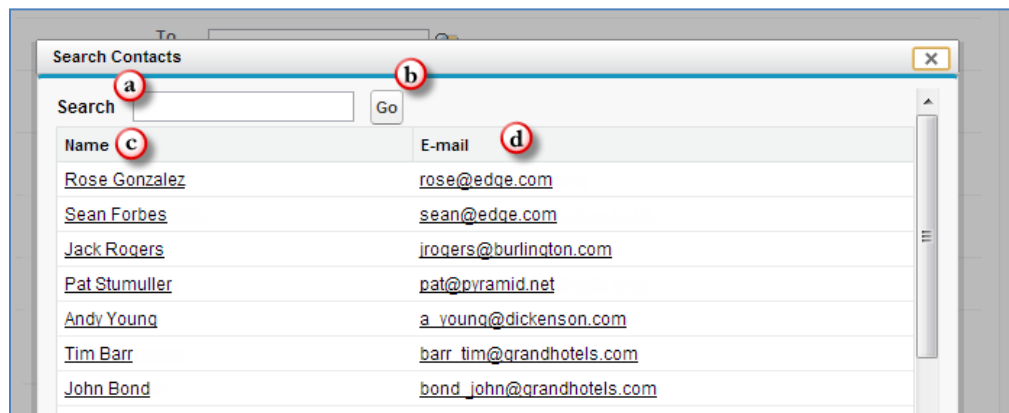 To
Search Contacts
a
b
Search
Go
Name c
E-mail d
Rose Gonzalez rose@edge.com
Sean Forbes sean@edge.com
Jack Rogers jrogers@burlington.com
Pat Stumuller pat@pyramid.net
Andy Young a_young@dickenson.com
Tim Barr barr_tim@grandhotels.com
John Bond bond_john@grandhotels.com